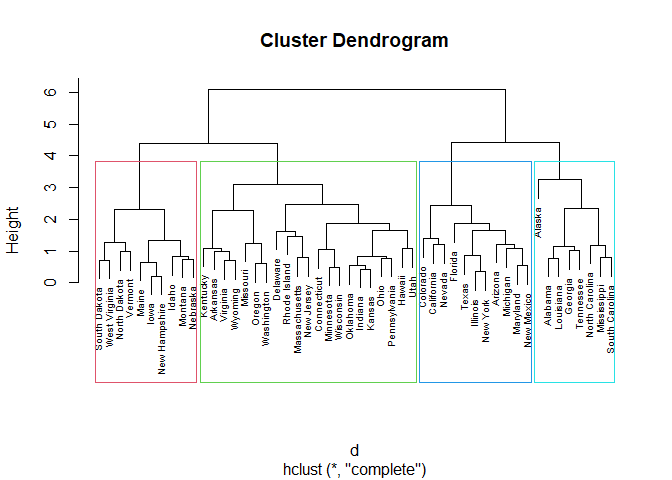 Cluster Dendrogram
Height
6
5
4
3
2
1
0
South Dakota
West Virginia
North Dakota
Vermont
Maine
Iowa
New Hampshire
Idaho
Montana
Nebraska
Kentucky
Arkansas
Virginia
Wyoming
Missouri
Oregon
Washington
Delaware
Rhode Island
Massachusetts
New Jersey
Connecticut
Minnesota
Wisconsin
Oklahoma
Indiana
Kansas
Ohio
Pennsylvania
Hawaii
Utah
Colorado
California
Nevada
Florida
Texas
Illinois
New York
Arizona
Michigan
Maryland
New Mexico
Alaska
Alabama
Louisiana
Georgia
Tennessee
North Carolina
Mississippi
South Carolina
d
hclust (*, "complete")